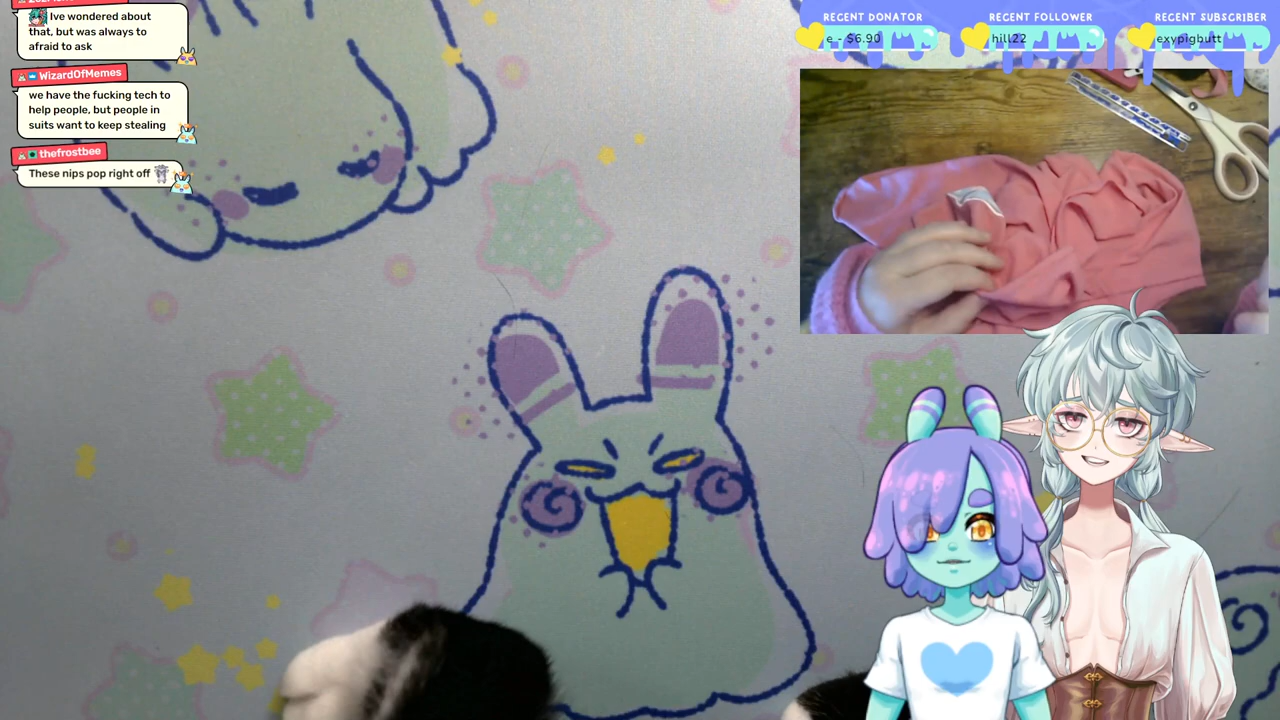 Ive wondered about
that, but was always to
afraid to ask
WizardOfMemes
we have the fucking tech to
help people, but people in
suits want to keep stealing
thefrostbee
These nips pop right off
RECENT DONATOR
e - $6.90
RECENT FOLLOWER
hill22
RECENT SUBSCRIBER
exypigbutt